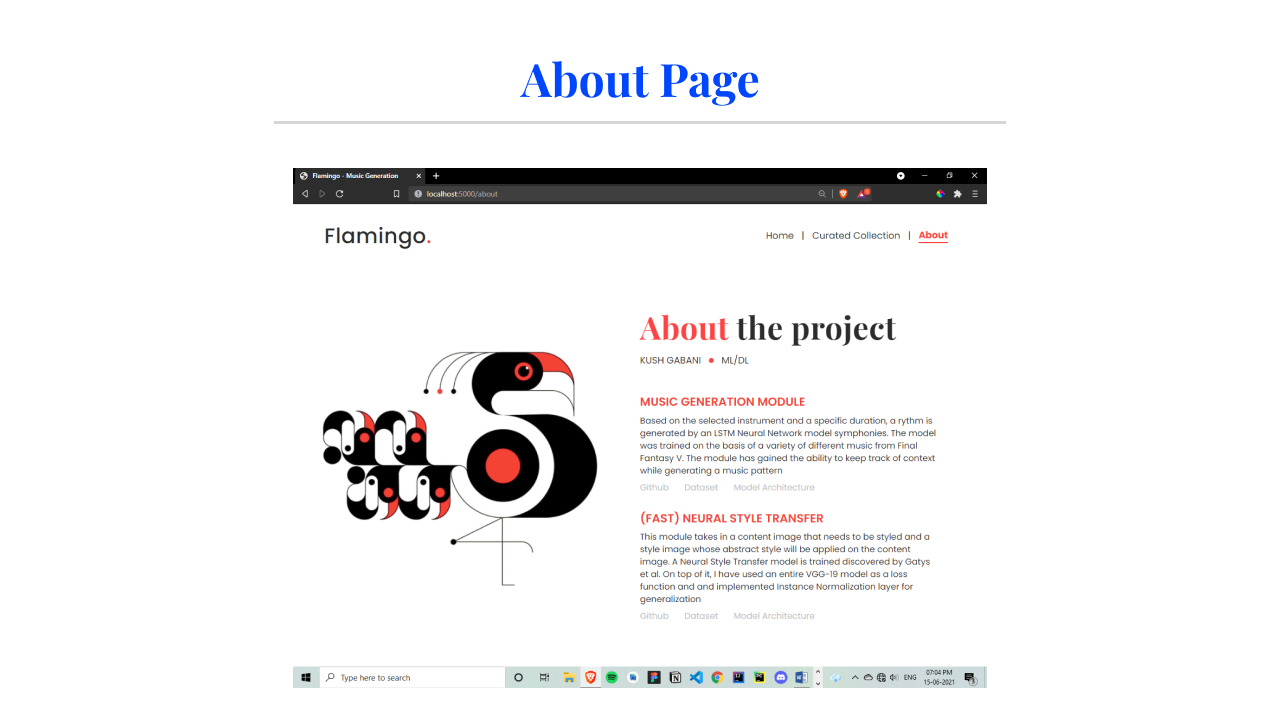 About Page
Flamingo - Music Generation
localhost:5000/about
Flamingo.
Home | Curated Collection | About
About the project
KUSH GABANI ● ML/DL
MUSIC GENERATION MODULE
Based on the selected instrument and a specific duration, a rythm is
generated by an LSTM Neural Network model symphonies. The model
was trained on the basis of a variety of different music from Final
Fantasy V. The module has gained the ability to keep track of context
while generating a music pattern
Github Dataset Model Architecture
(FAST) NEURAL STYLE TRANSFER
This module takes in a content image that needs to be styled and a
style image whose abstract style will be applied on the content
image. A Neural Style Transfer model is trained discovered by Gatys
et al. On top of it, I have used an entire VGG-19 model as a loss
function and and implemented Instance Normalization layer for
generalization
Github Dataset Model Architecture
Type here to search
ENG
07:04 PM
15-06-2021